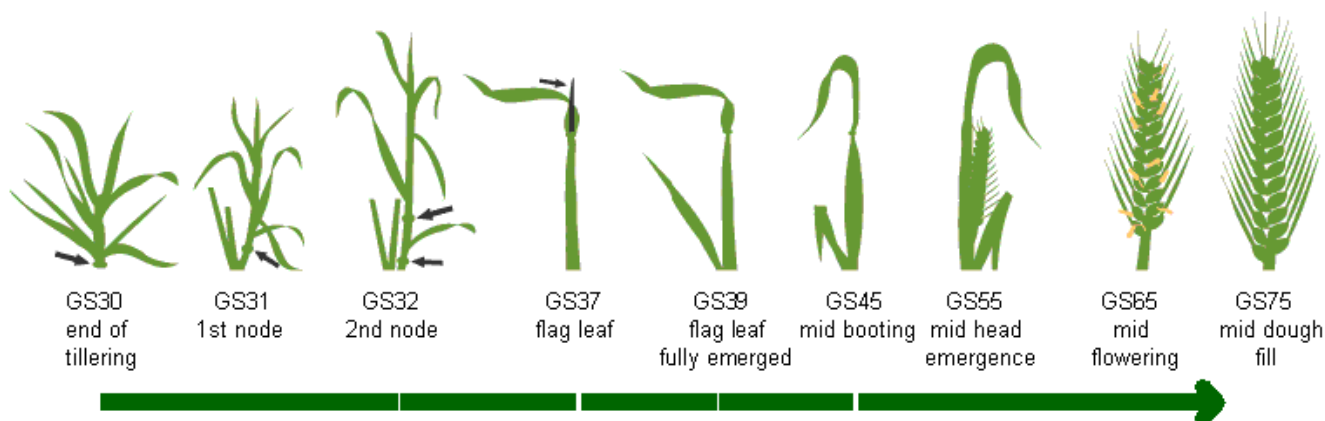 GS30
end of
tillering
GS31
1st node
GS32
2nd node
GS37
flag leaf
GS39
flag leaf
fully emerged
GS45
mid booting
GS55
mid head
emergence
GS65
mid
flowering
GS75
mid dough
fill